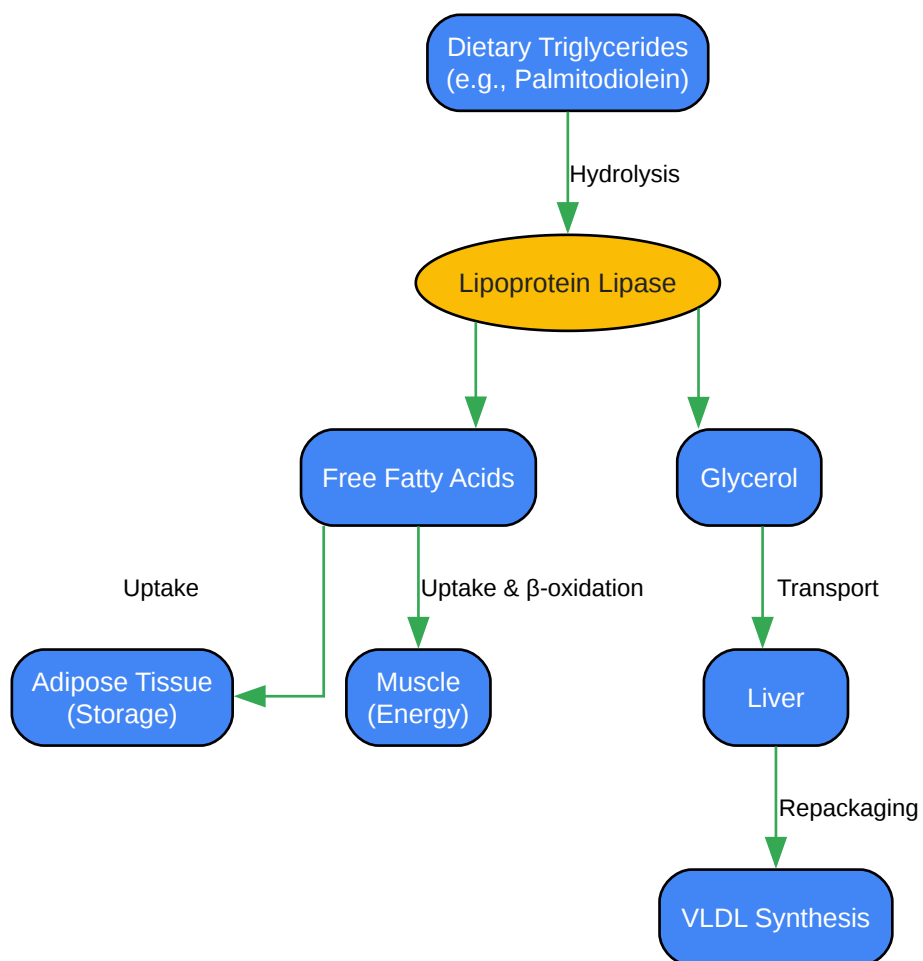 Dietary Triglycerides
(e.g., Palmitodiolein)
Hydrolysis
Lipoprotein Lipase
Free Fatty Acids
Glycerol
Uptake
Uptake & β-oxidation
Transport
Adipose Tissue
(Storage)
Muscle
(Energy)
Liver
Repackaging
VLDL Synthesis